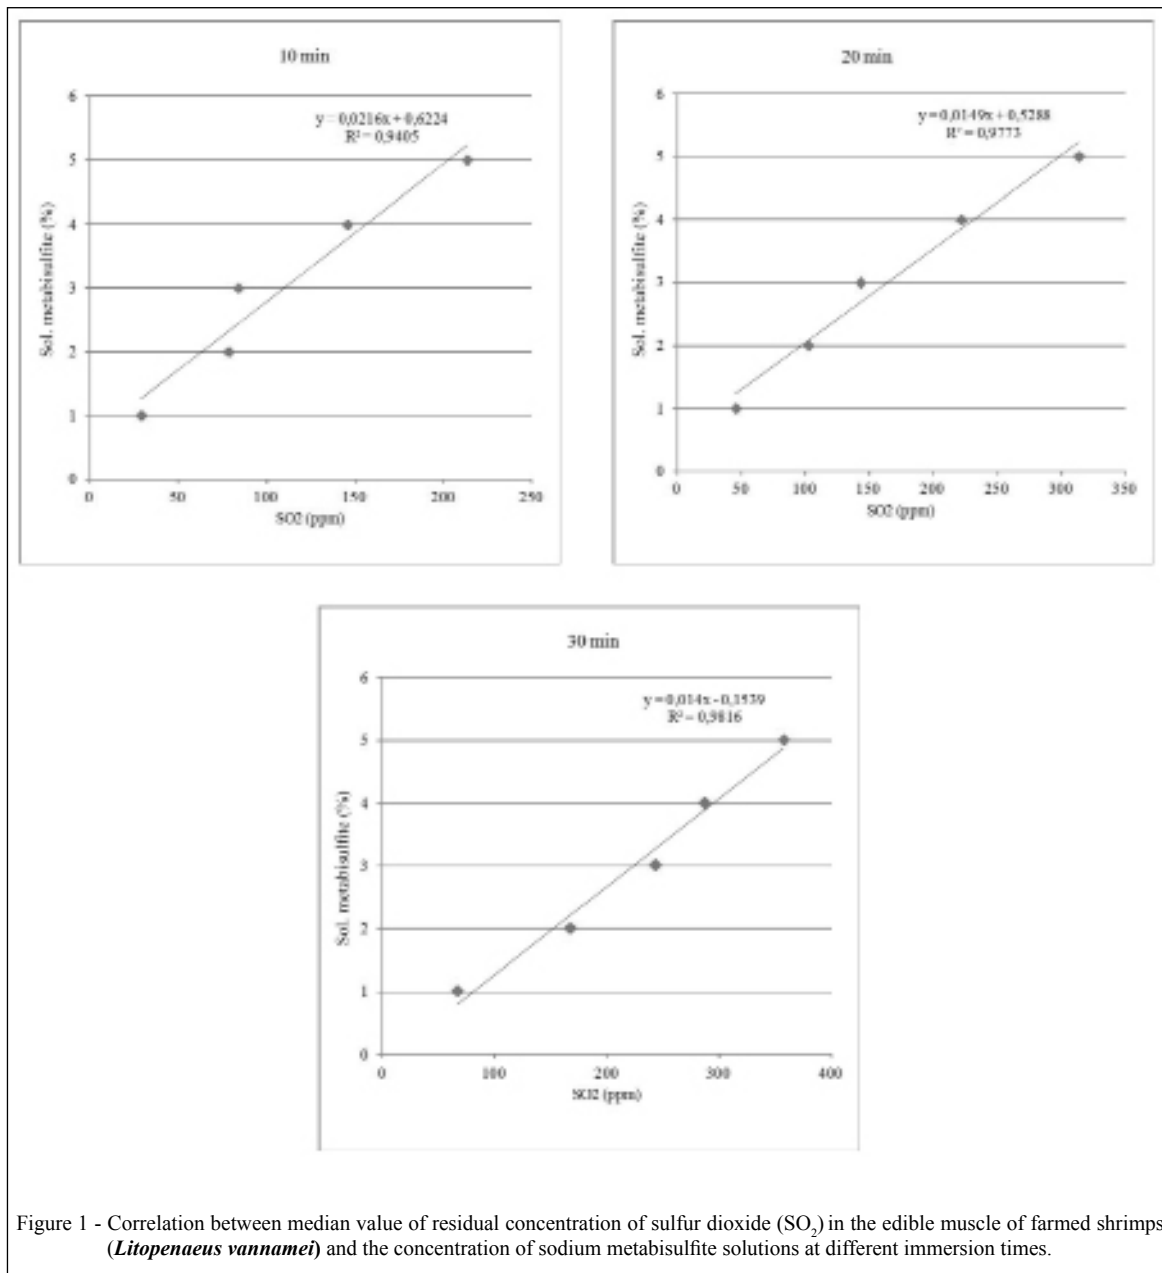 10 min
y = 0,0216x + 0,6224
R² = 0,9405
6
5
4
3
2
1
0
Sol. metabisulfite (%)
0 50 100 150 200 250
SO2 (ppm)
20 min
y = 0,0149x + 0,5288
R² = 0,9773
6
5
4
3
2
1
0
Sol. metabisulfite (%)
0 50 100 150 200 250 300 350
SO2 (ppm)
30 min
y = 0,014x - 0,1539
R² = 0,9816
6
5
4
3
2
1
0
Sol. metabisulfite (%)
0 100 200 300 400
SO2 (ppm)
Figure 1 - Correlation between median value of residual concentration of sulfur dioxide (SO₂) in the edible muscle of farmed shrimps
(Litopenaeus vannamei) and the concentration of sodium metabisulfite solutions at different immersion times.